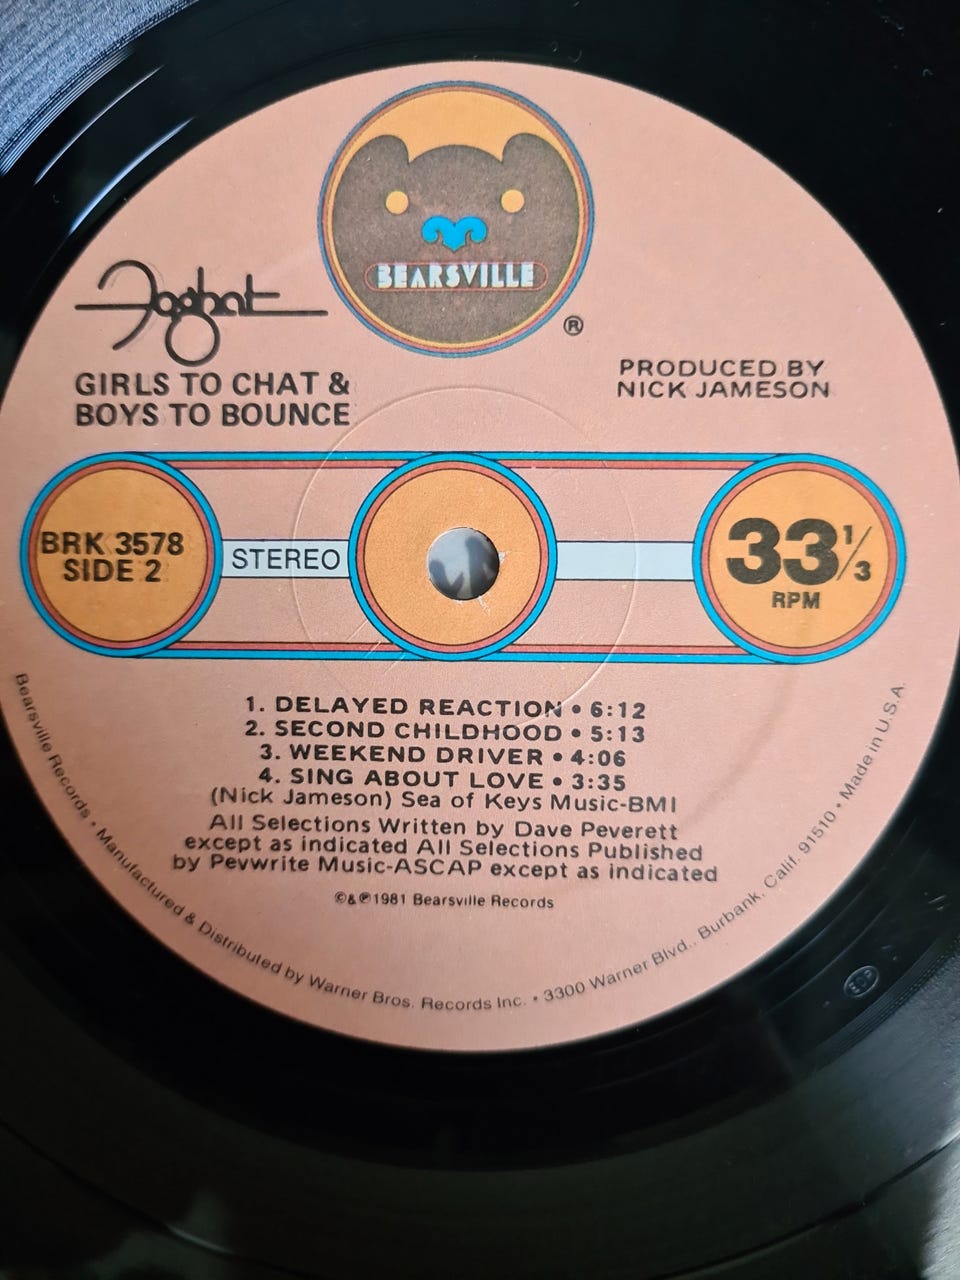 BEARSVILLE
®
Foghat
GIRLS TO CHAT &
BOYS TO BOUNCE
PRODUCED BY
NICK JAMESON
BRK 3578
SIDE 2
STEREO
33 1/3
RPM
1. DELAYED REACTION • 6:12
2. SECOND CHILDHOOD • 5:13
3. WEEKEND DRIVER • 4:06
4. SING ABOUT LOVE • 3:35
(Nick Jameson) Sea of Keys Music-BMI
All Selections Written by Dave Peverett
except as indicated All Selections Published
by Pevwrite Music-ASCAP except as indicated
©&℗1981 Bearsville Records
Bearsville Records • Manufactured & Distributed by Warner Bros. Records Inc. • 3300 Warner Blvd., Burbank, Calif. 91510 • Made in U.S.A.